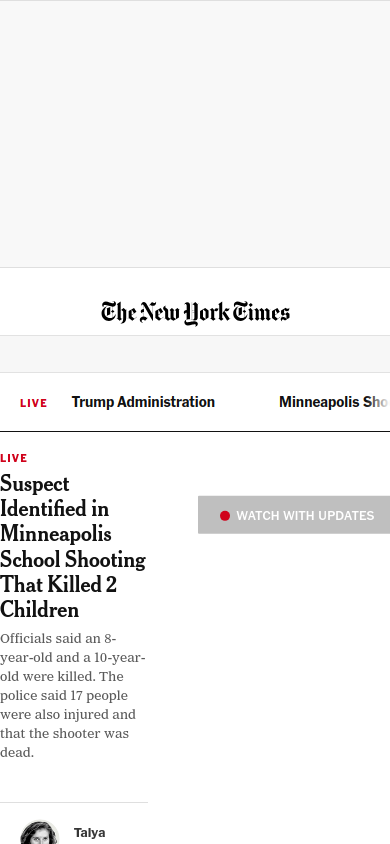 The New York Times
LIVE Trump Administration Minneapolis Sho
LIVE
Suspect
Identified in
Minneapolis
School Shooting
That Killed 2
Children
WATCH WITH UPDATES
Officials said an 8-
year-old and a 10-year-
old were killed. The
police said 17 people
were also injured and
that the shooter was
dead.
Talya